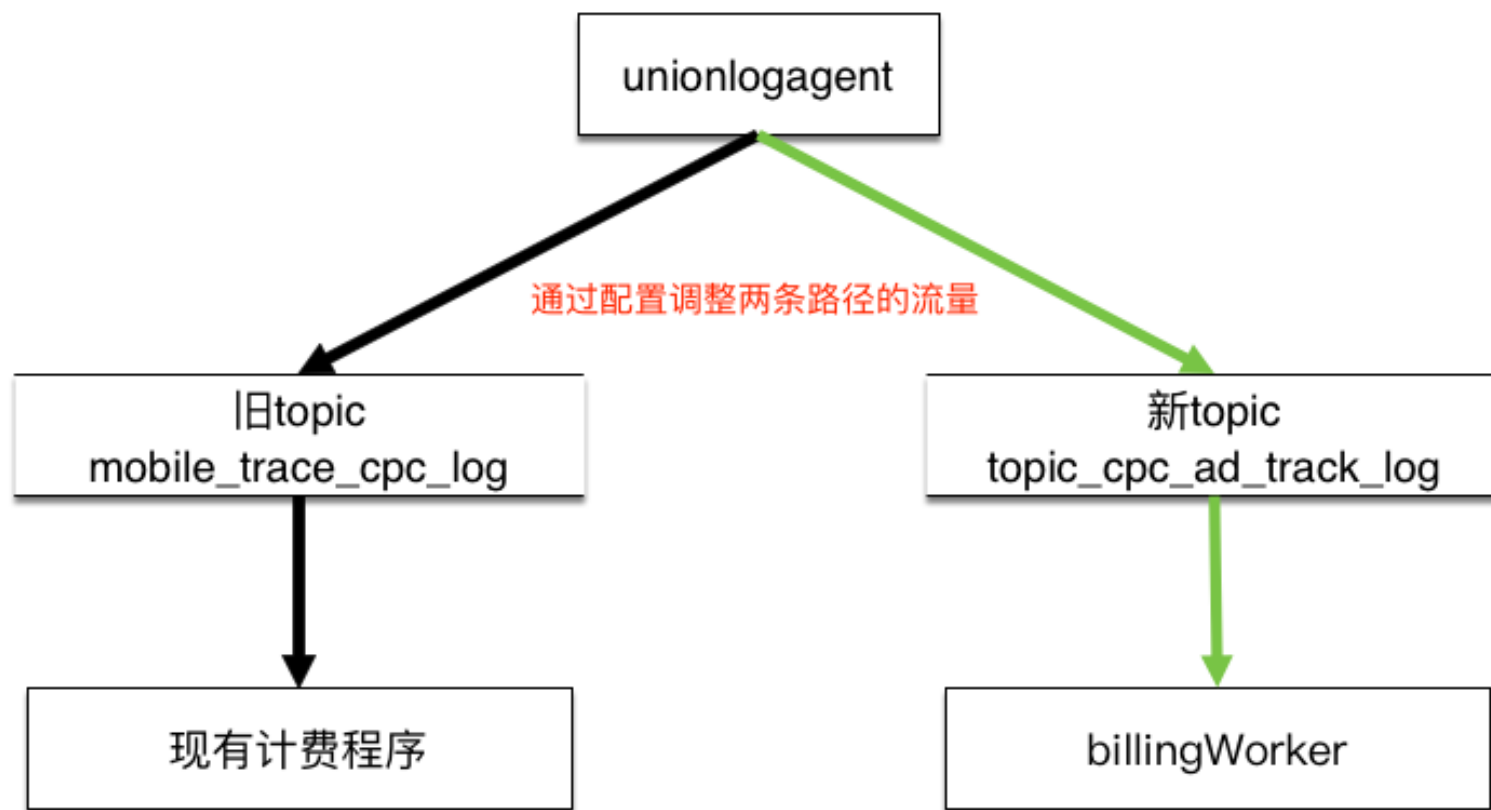 unionlogagent
通过配置调整两条路径的流量
旧topic
mobile_trace_cpc_log
新topic
topic_cpc_ad_track_log
现有计费程序
billingWorker